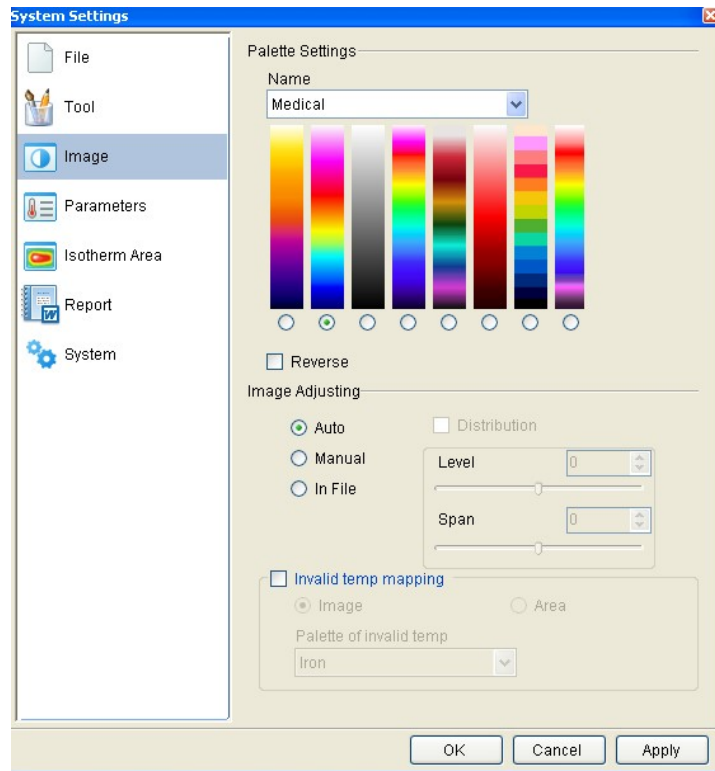 System Settings
File
Tool
Image
Parameters
Isotherm Area
Report
System
Palette Settings
Name
Medical
Reverse
Image Adjusting
Auto
Manual
In File
Distribution
Level
0
Span
0
Invalid temp mapping
Image
Area
Palette of invalid temp
Iron
OK
Cancel
Apply